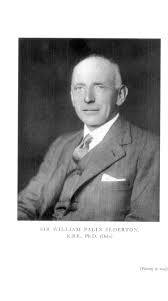 SIR WILLIAM PALIN ELDERTON,
K.B.E., PH.D. (Oslo)